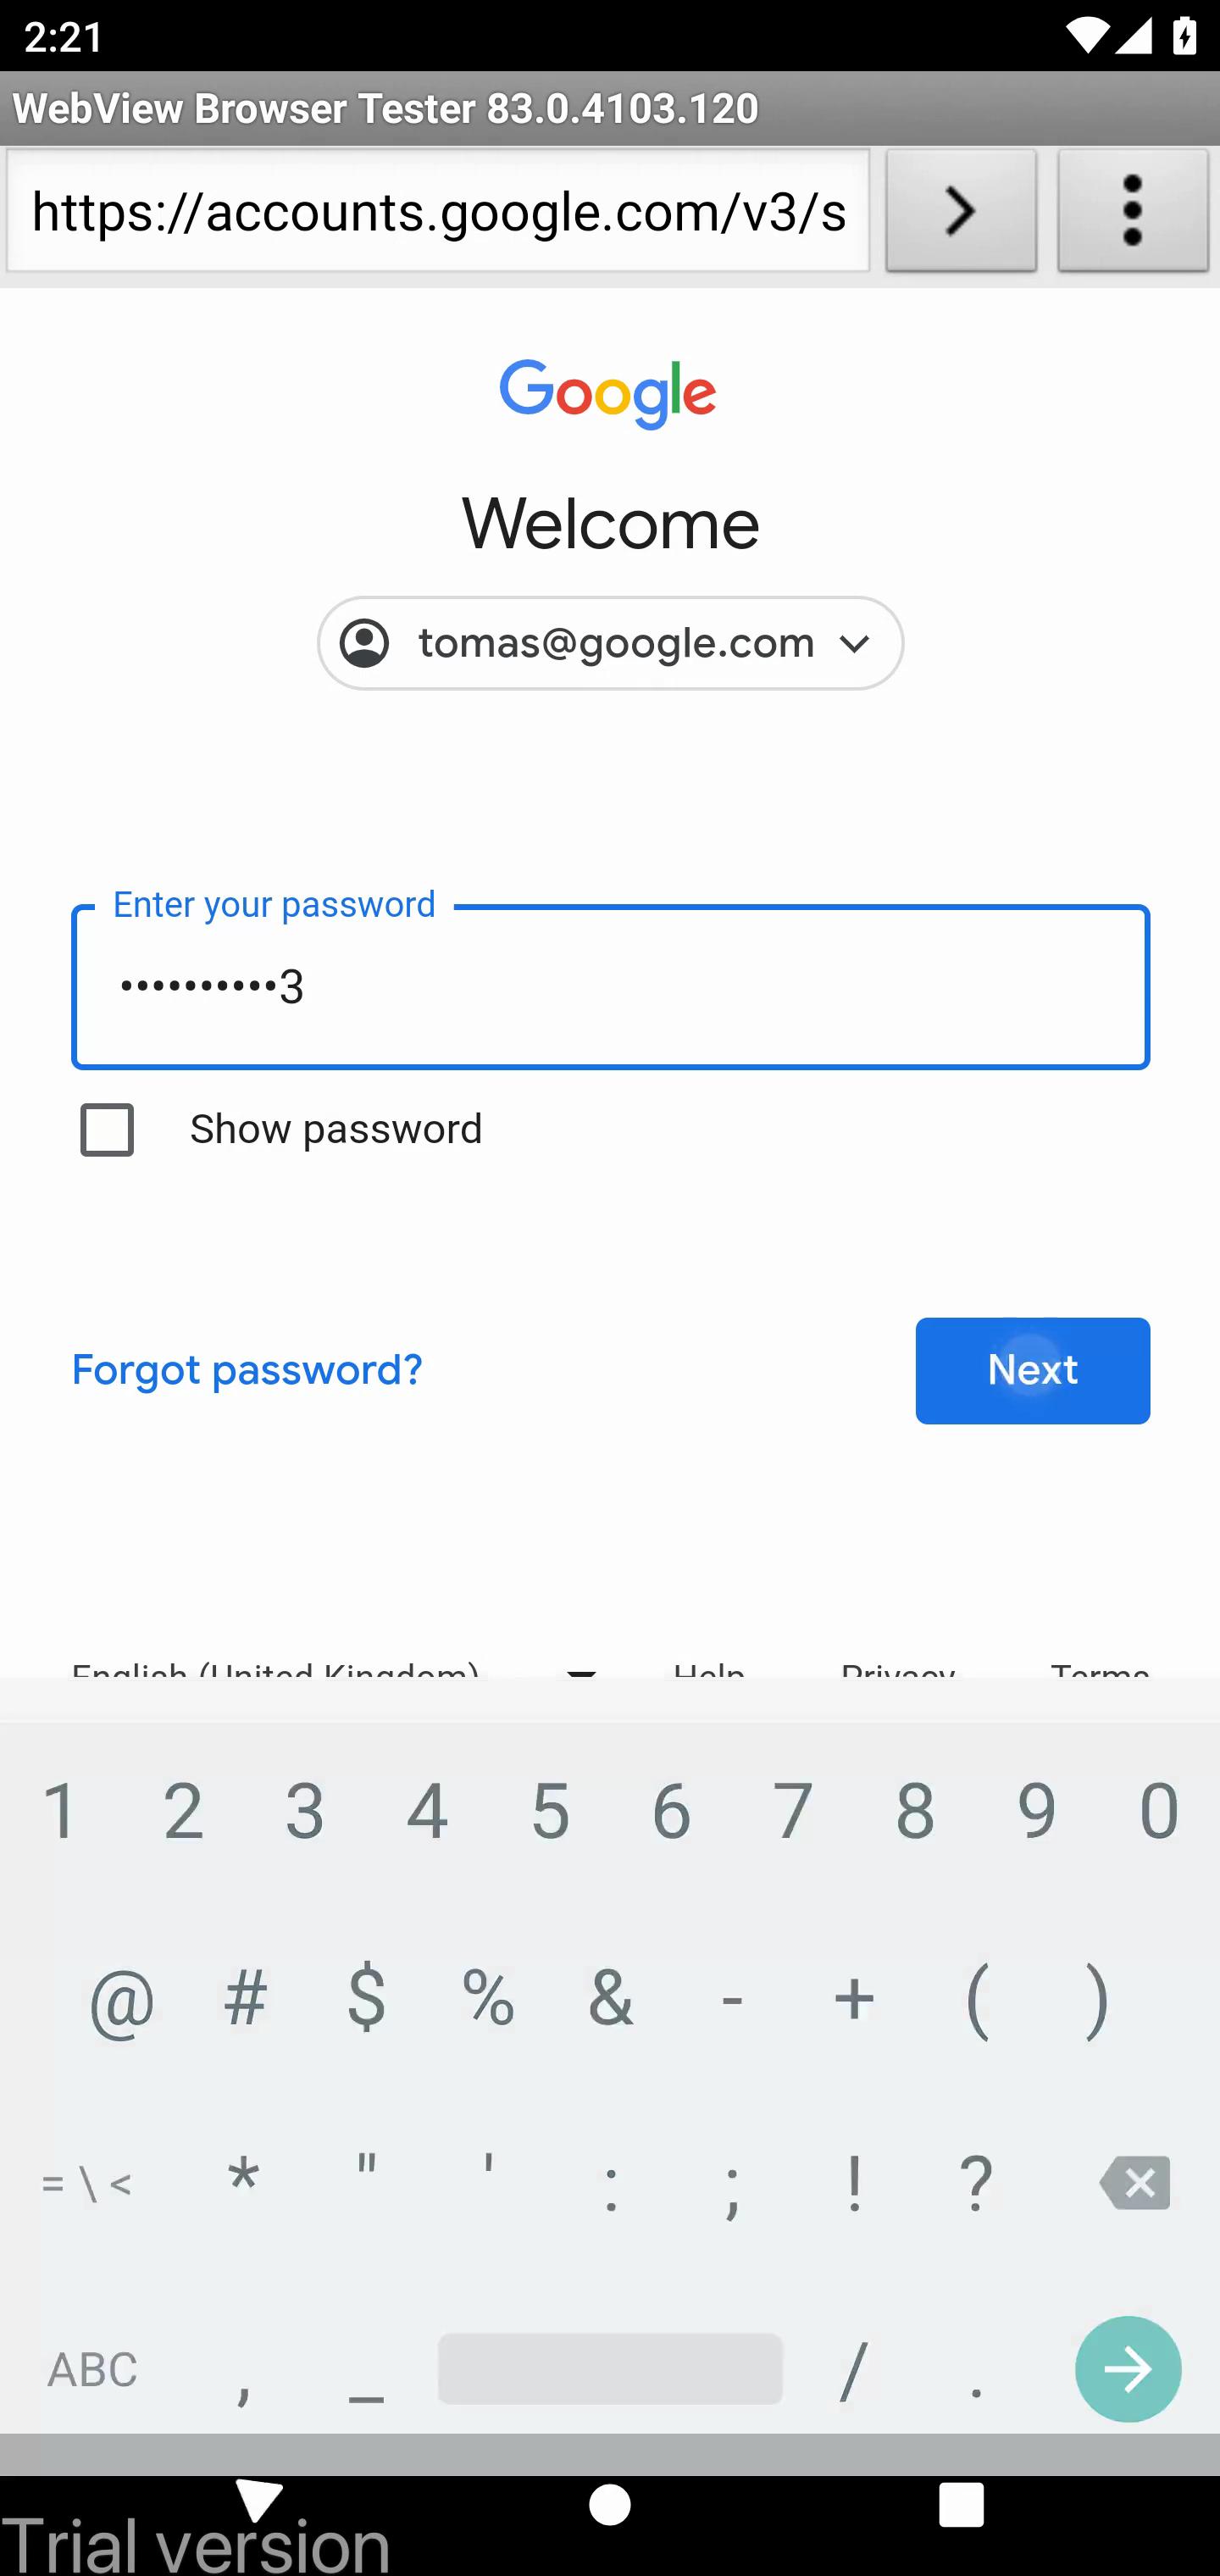 2:21
WebView Browser Tester 83.0.4103.120
https://accounts.google.com/v3/s
Google
Welcome
tomas@google.com
Enter your password
••••••••••3
Show password
Forgot password?
Next
English (United Kingdom) Help Privacy Terms
1 2 3 4 5 6 7 8 9 0
@ # $ % & - + ( )
= \ < * " ' : ; ! ?
ABC , _ / .
Trial version